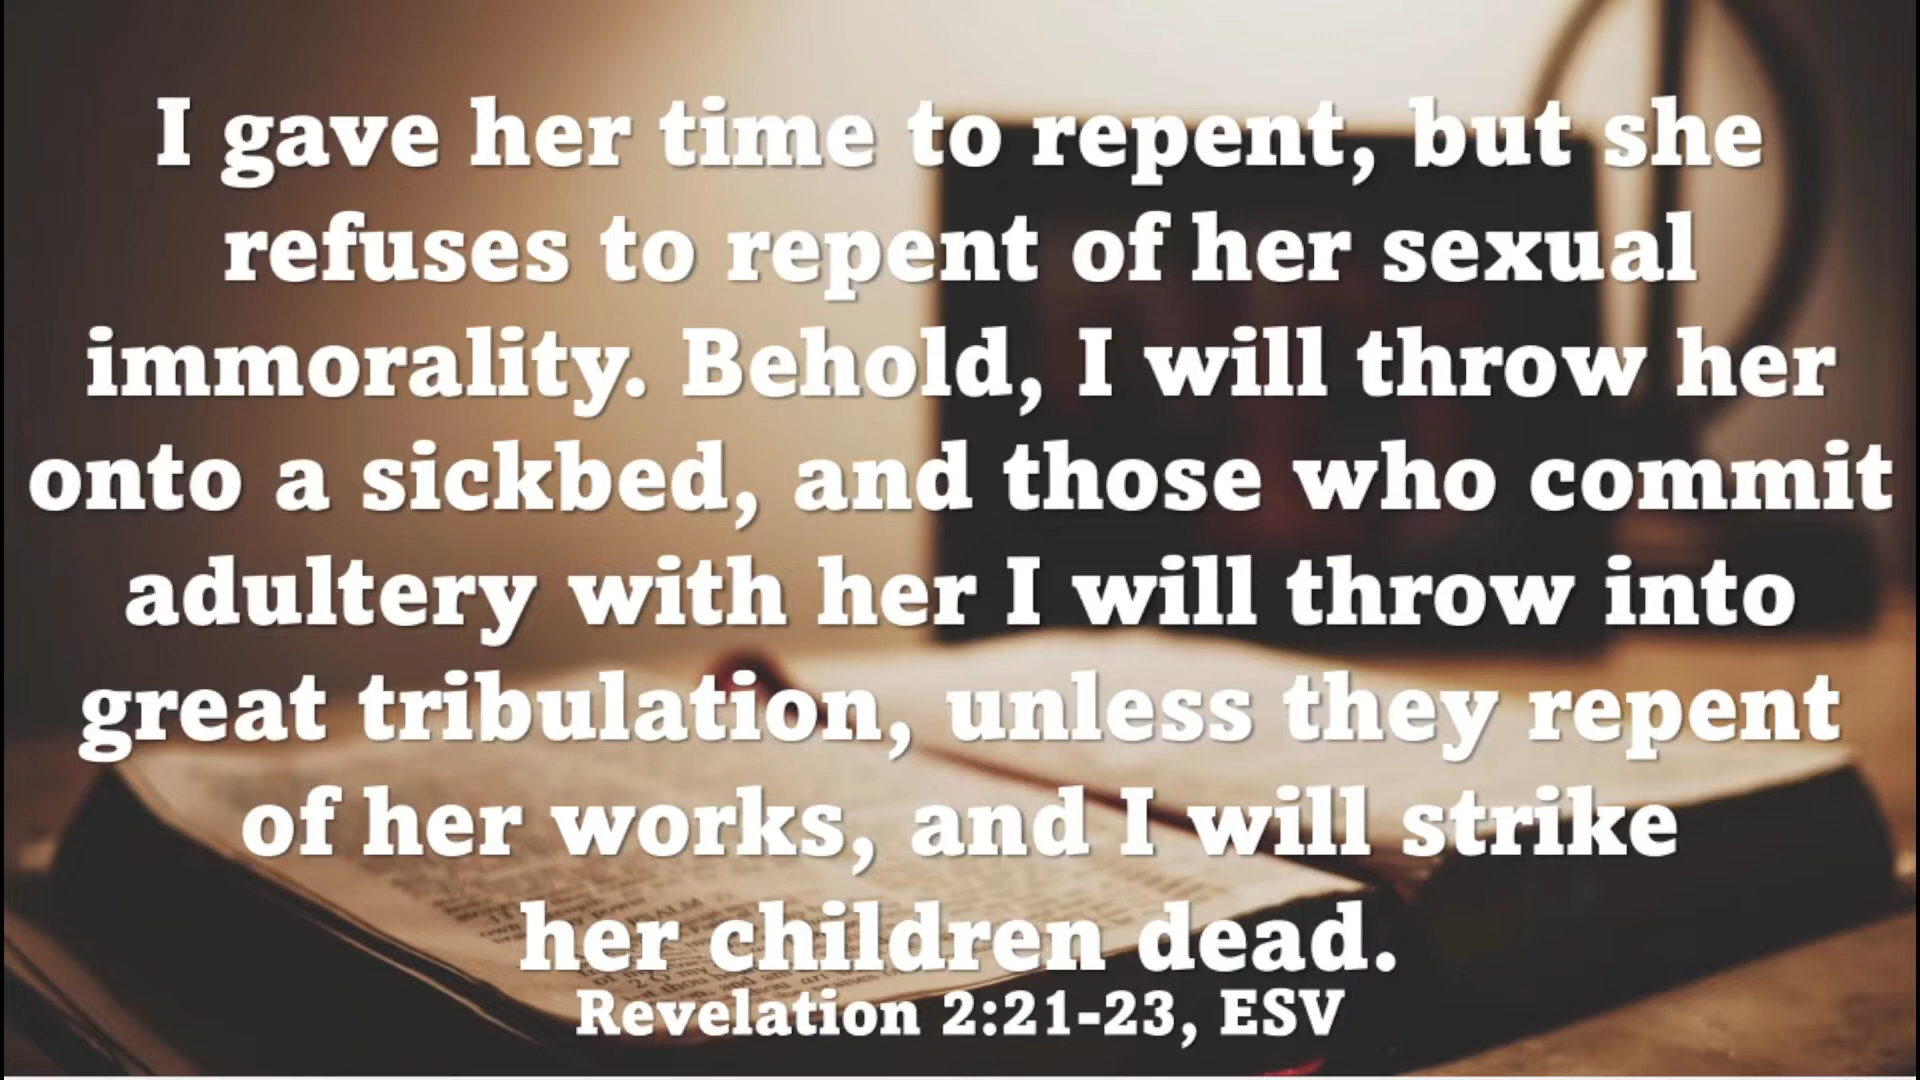 I gave her time to repent, but she
refuses to repent of her sexual
immorality. Behold, I will throw her
onto a sickbed, and those who commit
adultery with her I will throw into
great tribulation, unless they repent
of her works, and I will strike
her children dead.
Revelation 2:21-23, ESV